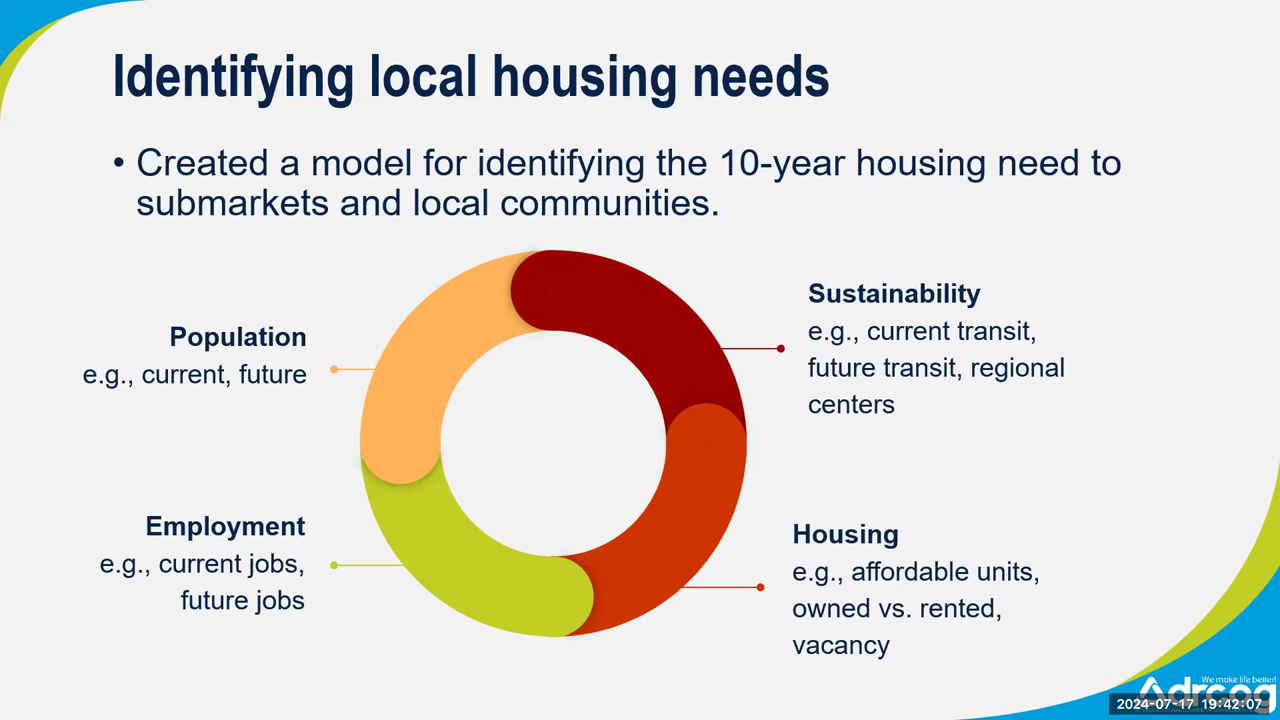 Identifying local housing needs
• Created a model for identifying the 10-year housing need to
submarkets and local communities.
Population
e.g., current, future
Sustainability
e.g., current transit,
future transit, regional
centers
Employment
e.g., current jobs,
future jobs
Housing
e.g., affordable units,
owned vs. rented,
vacancy
We make life better!
drcog
2024-07-17 19:42:07